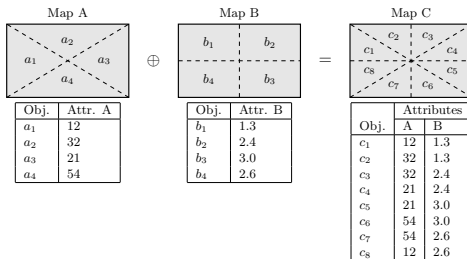 Map A
a1
a2
a3
a4
Obj. Attr. A
a1 12
a2 32
a3 21
a4 54
⊕
Map B
b1 b2
b4 b3
Obj. Attr. B
b1 1.3
b2 2.4
b3 3.0
b4 2.6
=
Map C
c2 c3
c1 c4
c8 c5
c7 c6
Attributes
Obj. A B
c1 12 1.3
c2 32 1.3
c3 32 2.4
c4 21 2.4
c5 21 3.0
c6 54 3.0
c7 54 2.6
c8 12 2.6